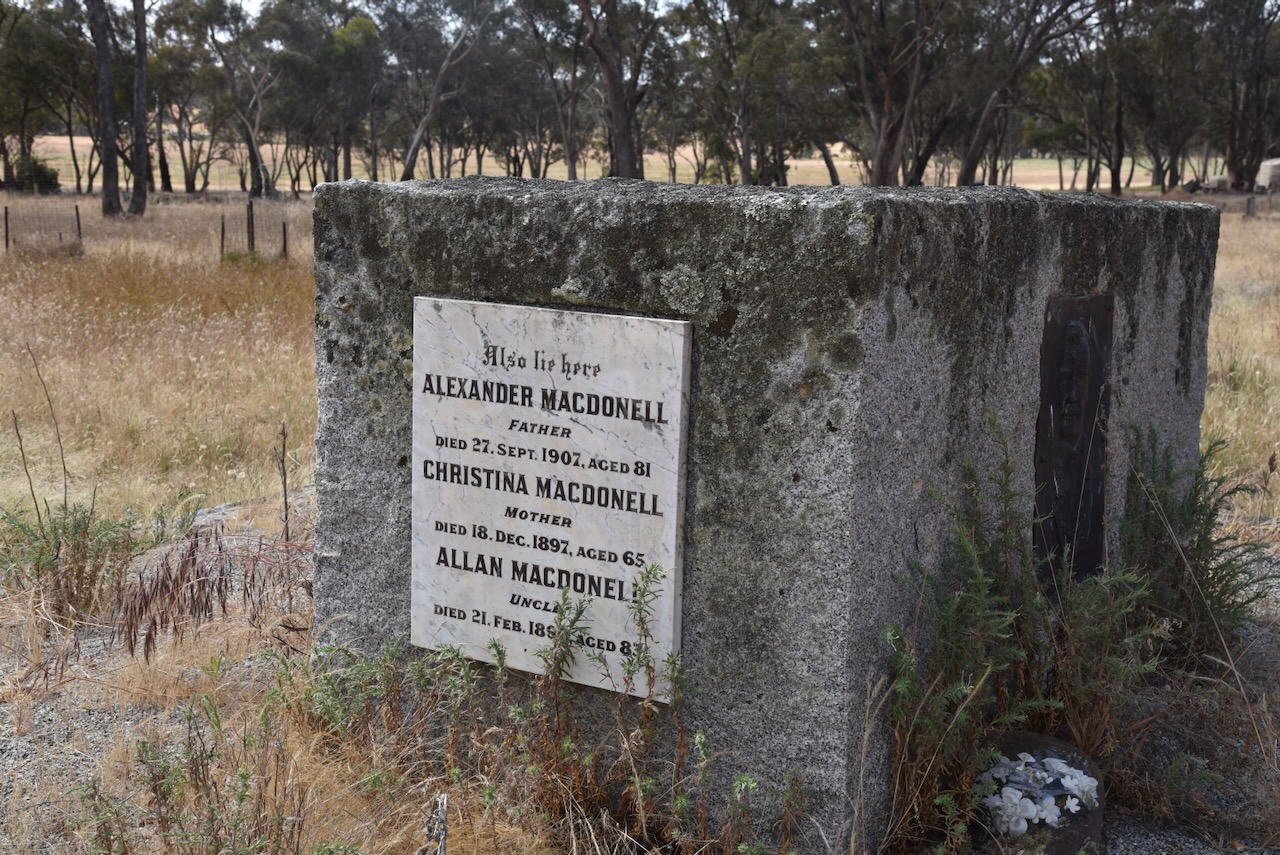 Also lie here
ALEXANDER MACDONELL
FATHER
DIED 27. SEPT. 1907, AGED 81
CHRISTINA MACDONELL
MOTHER
DIED 18. DEC. 1897, AGED 65
ALLAN MACDONELL
UNCLE
DIED 21. FEB. AGED